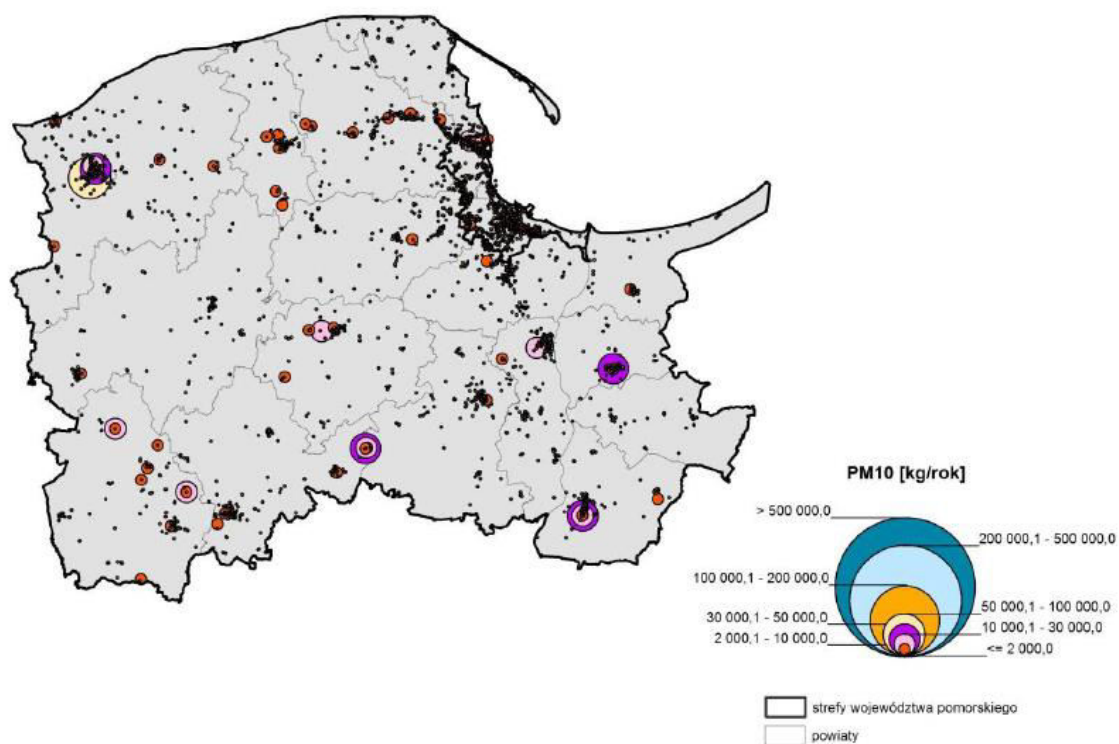 PM10 [kg/rok]
> 500 000,0
200 000,1 - 500 000,0
100 000,1 - 200 000,0
50 000,1 - 100 000,0
30 000,1 - 50 000,0
10 000,1 - 30 000,0
2 000,1 - 10 000,0
<= 2 000,0
strefy województwa pomorskiego
powiaty